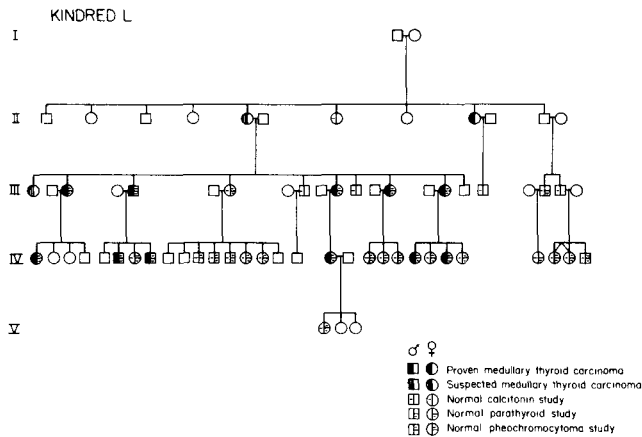 KINDRED L
I
II
III
IV
V
♂ ♀
Proven medullary thyroid carcinoma
Suspected medullary thyroid carcinoma
Normal calcitonin study
Normal parathyroid study
Normal pheochromocytoma study